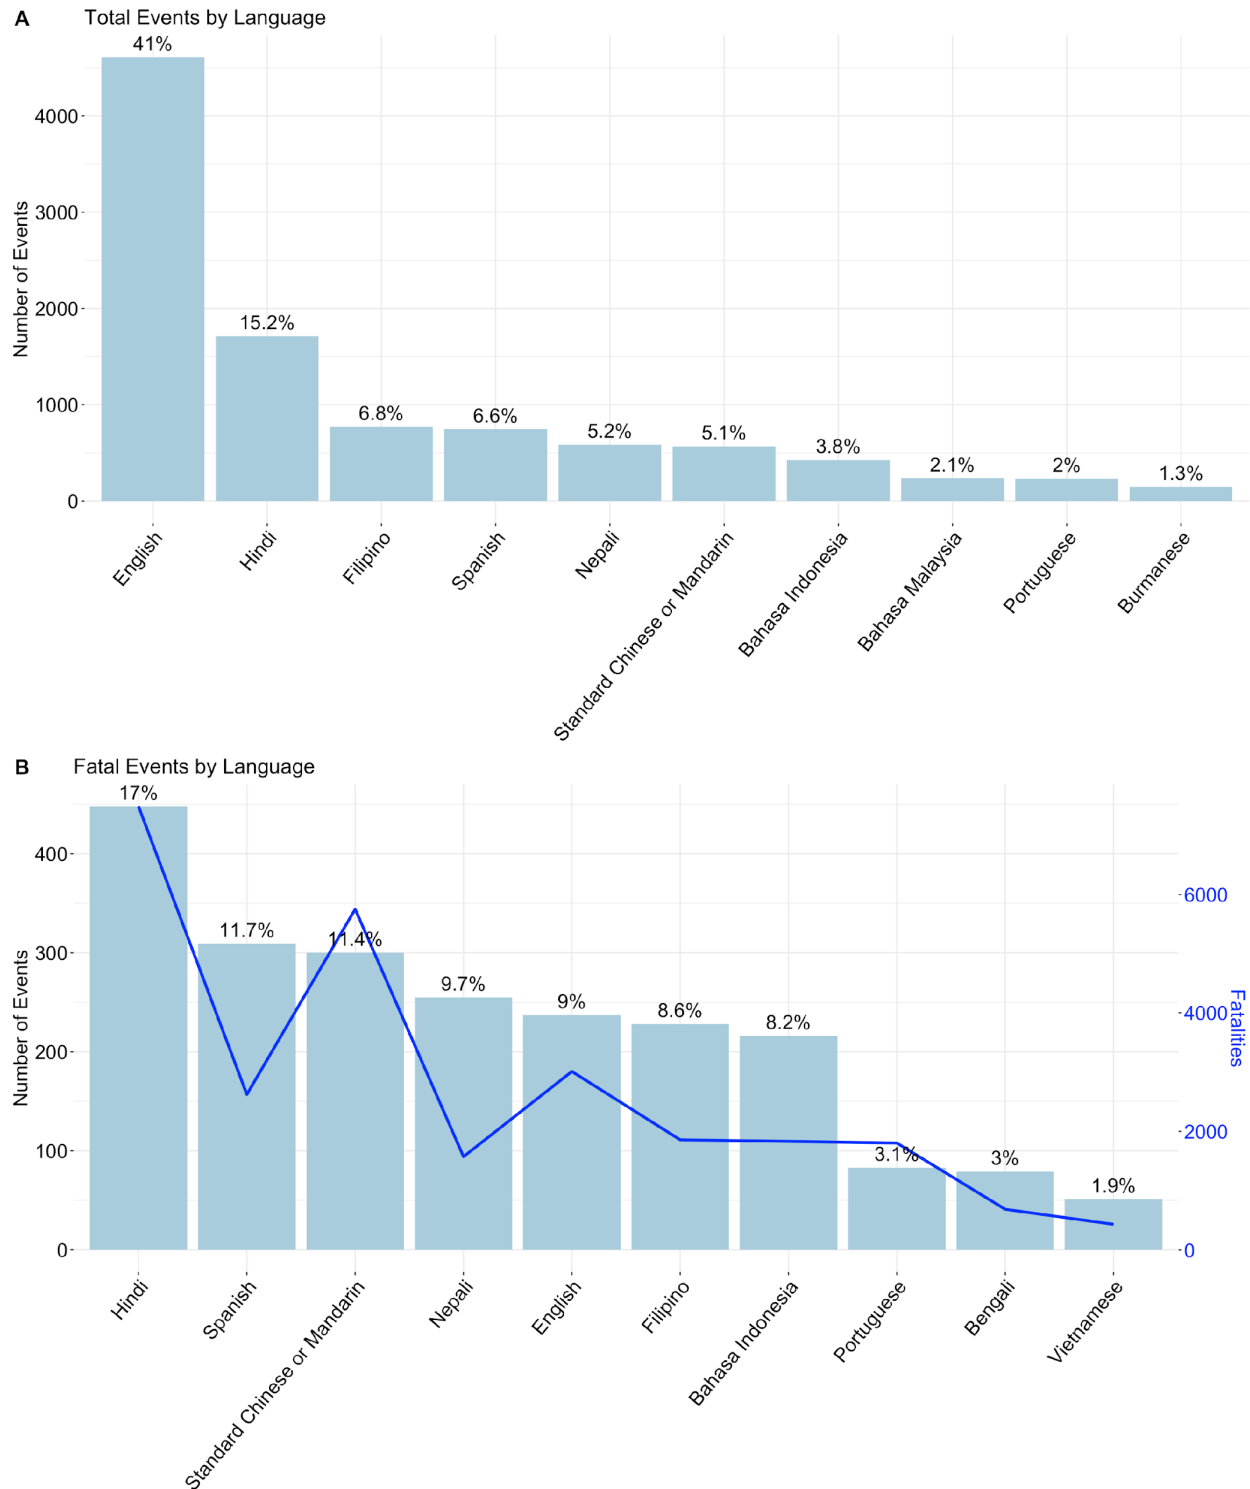 A
Total Events by Language
Number of Events
4000
3000
2000
1000
0
41%
15.2%
6.8%
6.6%
5.2%
5.1%
3.8%
2.1%
2%
1.3%
English
Hindi
Filipino
Spanish
Nepali
Standard Chinese or Mandarin
Bahasa Indonesia
Bahasa Malaysia
Portuguese
Burmanese
B
Fatal Events by Language
Number of Events
400
300
200
100
0
17%
11.7%
11.4%
9.7%
9%
8.6%
8.2%
3.1%
3%
1.9%
6000
4000
2000
0
Fatalities
Hindi
Spanish
Standard Chinese or Mandarin
Nepali
English
Filipino
Bahasa Indonesia
Portuguese
Bengali
Vietnamese